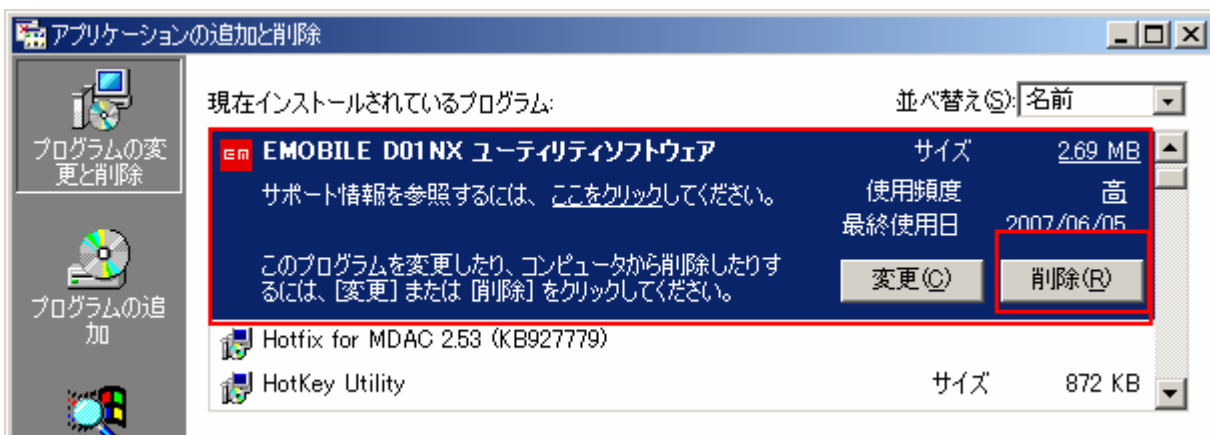 アプリケーションの追加と削除
プログラムの変
更と削除
プログラムの追
加
現在インストールされているプログラム:
並べ替え(S): 名前
EM EMOBILE D01NX ユーティリティソフトウェア サイズ 2.69 MB
サポート情報を参照するには、ここをクリックしてください。 使用頻度 高
最終使用日 2007/06/05
このプログラムを変更したり、コンピュータから削除したりす
るには、[変更] または [削除] をクリックしてください。
変更(C) 削除(R)
Hotfix for MDAC 2.53 (KB927779)
HotKey Utility サイズ 872 KB